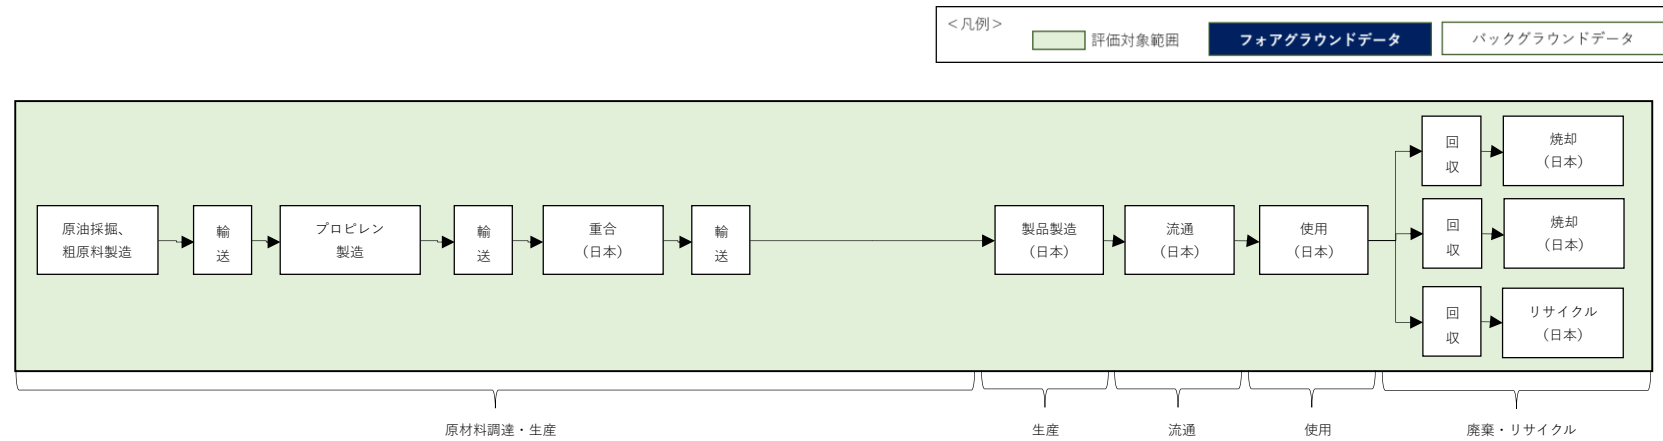 <凡例>
評価対象範囲
フォアグラウンドデータ
バックグラウンドデータ
原油採掘、
粗原料製造
輸
送
プロピレン
製造
輸
送
重合
(日本)
輸
送
製品製造
(日本)
流通
(日本)
使用
(日本)
回
収
焼却
(日本)
回
収
焼却
(日本)
回
収
リサイクル
(日本)
原材料調達・生産
生産
流通
使用
廃棄・リサイクル